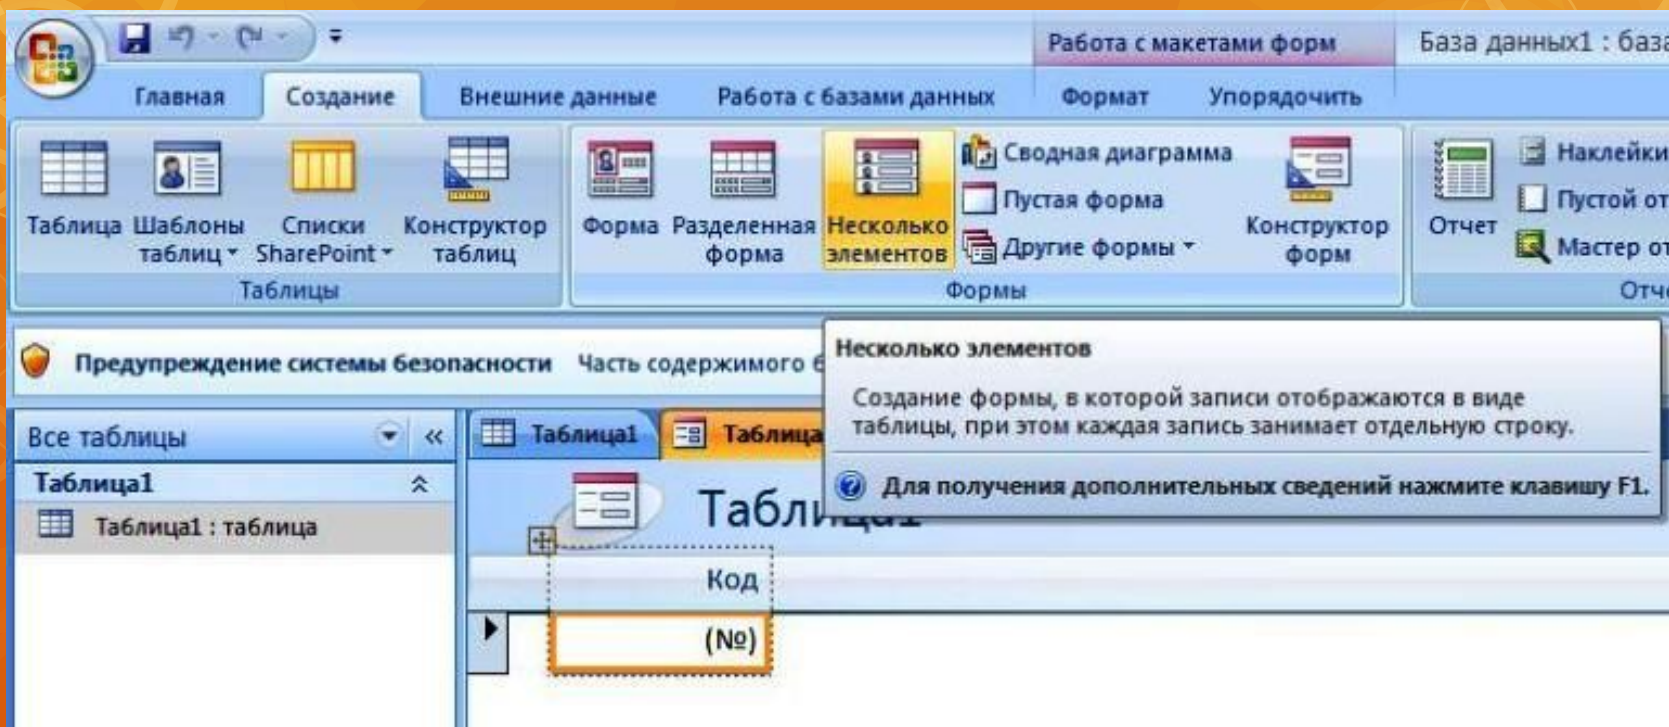 Работа с макетами форм
База данных1 : база
Главная Создание Внешние данные Работа с базами данных Формат Упорядочить
Таблица
Шаблоны
таблиц
Списки
SharePoint
Конструктор
таблиц
Таблицы
Форма
Разделенная
форма
Несколько
элементов
Сводная диаграмма
Пустая форма
Другие формы
Конструктор
форм
Формы
Отчет
Наклейки
Пустой от
Мастер от
Отч
Предупреждение системы безопасности Часть содержимого б
Несколько элементов
Создание формы, в которой записи отображаются в виде
таблицы, при этом каждая запись занимает отдельную строку.
Для получения дополнительных сведений нажмите клавишу F1.
Все таблицы
Таблица1
Таблица1 : таблица
Таблица1 Таблица
Таблица1
Код
(№)